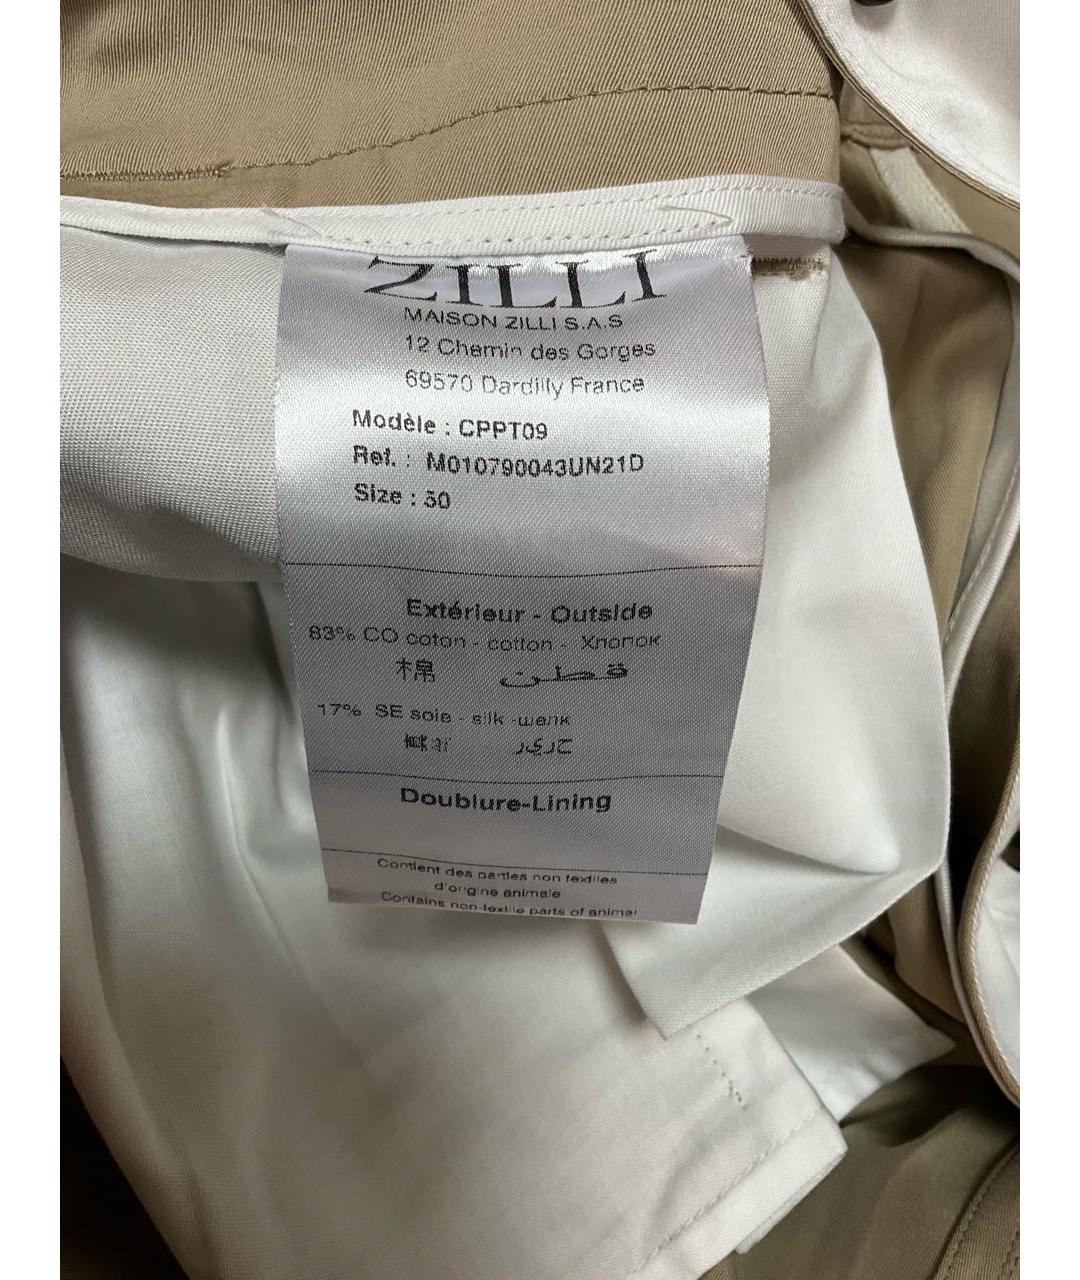 ZILLI
MAISON ZILLI S.A.S
12 Chemin des Gorges
69570 Dardilly France
Modèle : CPPT09
Ref. : M010790043UN21D
Size : 50
Extérieur - Outside
83% CO coton - cotton - Хлопок
棉 قطن
17% SE soie - silk -шелк
حرير
Doublure-Lining
Contient des parties non textiles
d'origine animale
Contains non-textile parts of animal